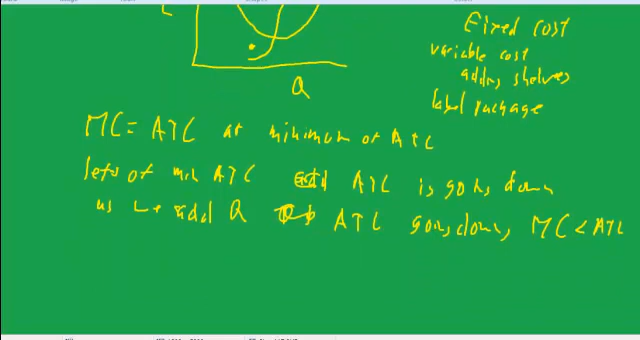 Fixed cost
variable cost
adding shelves
label package
Q
MC = ATC at minimum of ATC
left of min ATC ATC is going down
as we add Q ATC going down, MC < ATC